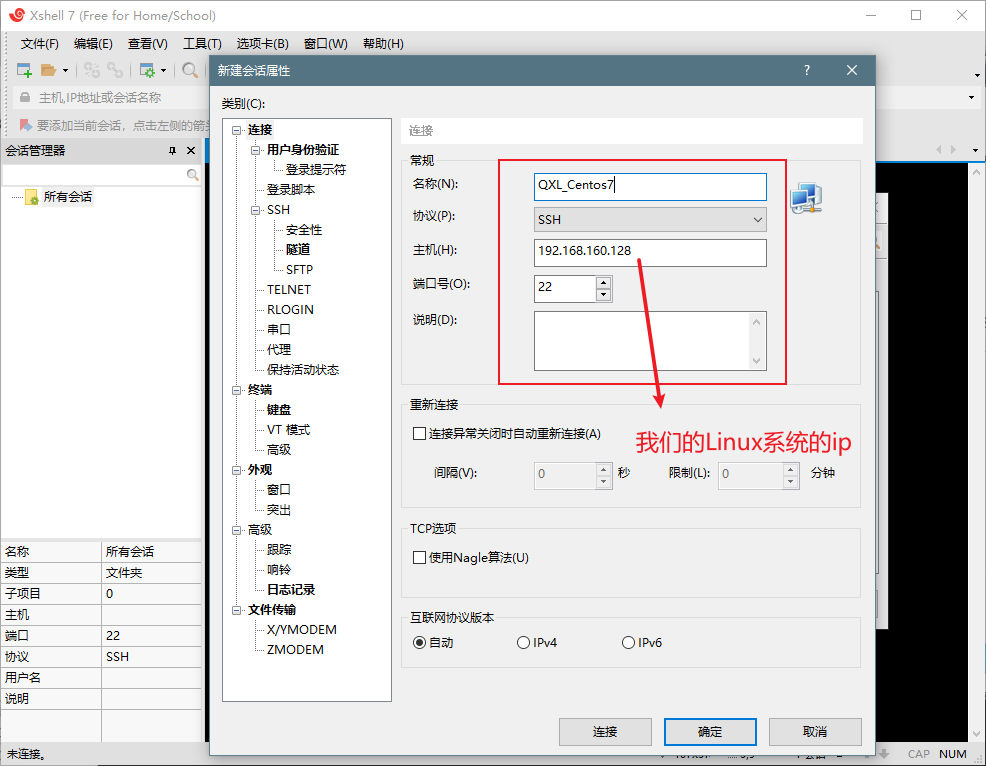 Xshell 7 (Free for Home/School)
文件(F) 编辑(E) 查看(V) 工具(T) 选项卡(B) 窗口(W) 帮助(H)
主机,IP地址或会话名称
要添加当前会话，点击左侧的箭头
会话管理器
所有会话
名称 所有会话
类型 文件夹
子项目 0
主机
端口 22
协议 SSH
用户名
说明
未连接。
新建会话属性 ?
类别(C):
连接
用户身份验证
登录提示符
登录脚本
SSH
安全性
隧道
SFTP
TELNET
RLOGIN
串口
代理
保持活动状态
终端
键盘
VT 模式
高级
外观
窗口
突出
高级
跟踪
响铃
日志记录
文件传输
X/YMODEM
ZMODEM
连接
常规
名称(N): QXL_Centos7
协议(P): SSH
主机(H): 192.168.160.128
端口号(O): 22
说明(D):
重新连接
连接异常关闭时自动重新连接(A)
我们的Linux系统的ip
间隔(V): 0 秒 限制(L): 0 分钟
TCP选项
使用Nagle算法(U)
互联网协议版本
自动 IPv4 IPv6
连接 确定 取消
CAP NUM